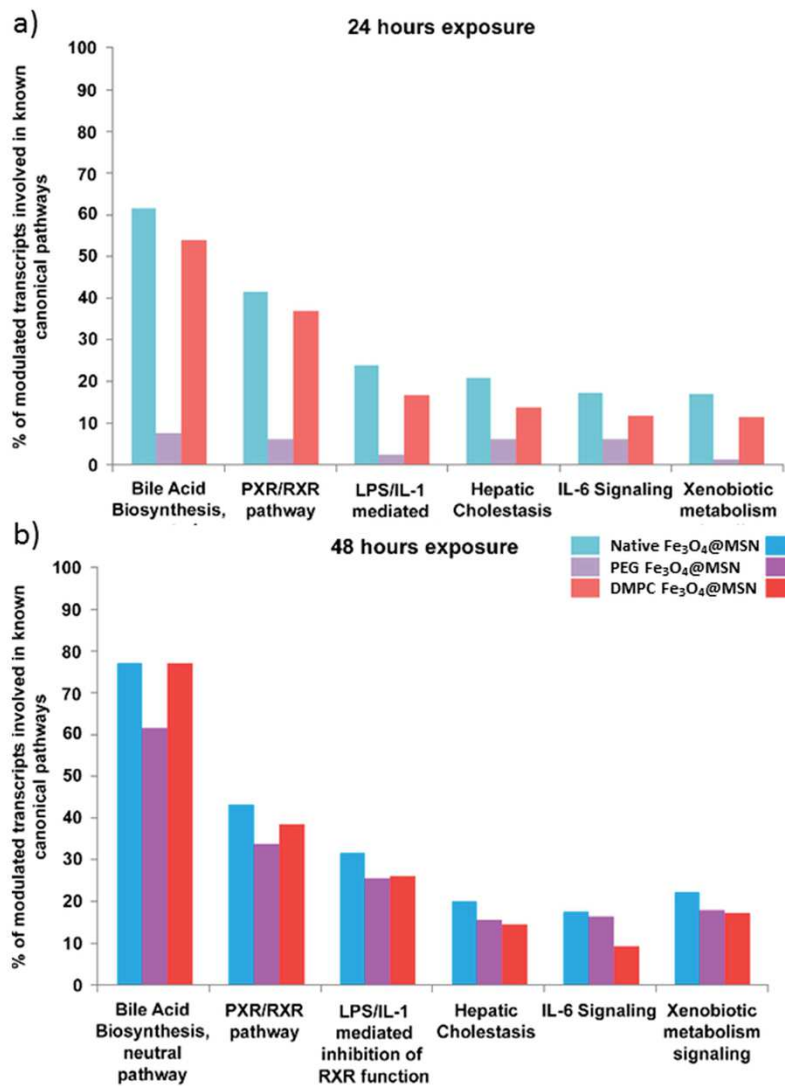 a)
24 hours exposure
% of modulated transcripts involved in known
canonical pathways
100
90
80
70
60
50
40
30
20
10
0
Bile Acid
Biosynthesis,
PXR/RXR
pathway
LPS/IL-1
mediated
Hepatic
Cholestasis
IL-6 Signaling
Xenobiotic
metabolism
b)
48 hours exposure
Native Fe₃O₄@MSN
PEG Fe₃O₄@MSN
DMPC Fe₃O₄@MSN
% of modulated transcripts involved in known
canonical pathways
100
90
80
70
60
50
40
30
20
10
0
Bile Acid
Biosynthesis,
neutral
pathway
PXR/RXR
pathway
LPS/IL-1
mediated
inhibition of
RXR function
Hepatic
Cholestasis
IL-6 Signaling
Xenobiotic
metabolism
signaling